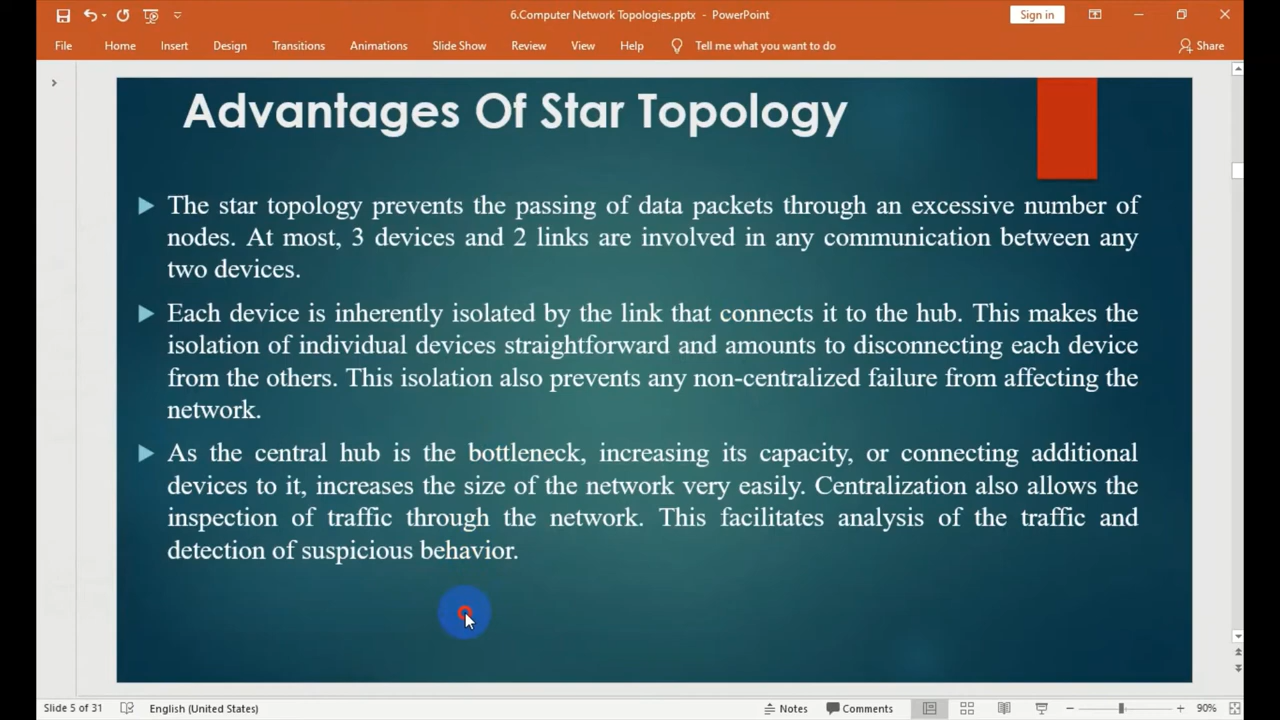 6.Computer Network Topologies.pptx - PowerPoint
Sign in
File Home Insert Design Transitions Animations Slide Show Review View Help Tell me what you want to do Share
Advantages Of Star Topology
The star topology prevents the passing of data packets through an excessive number of
nodes. At most, 3 devices and 2 links are involved in any communication between any
two devices.
Each device is inherently isolated by the link that connects it to the hub. This makes the
isolation of individual devices straightforward and amounts to disconnecting each device
from the others. This isolation also prevents any non-centralized failure from affecting the
network.
As the central hub is the bottleneck, increasing its capacity, or connecting additional
devices to it, increases the size of the network very easily. Centralization also allows the
inspection of traffic through the network. This facilitates analysis of the traffic and
detection of suspicious behavior.
Slide 5 of 31 English (United States) Notes Comments 90%